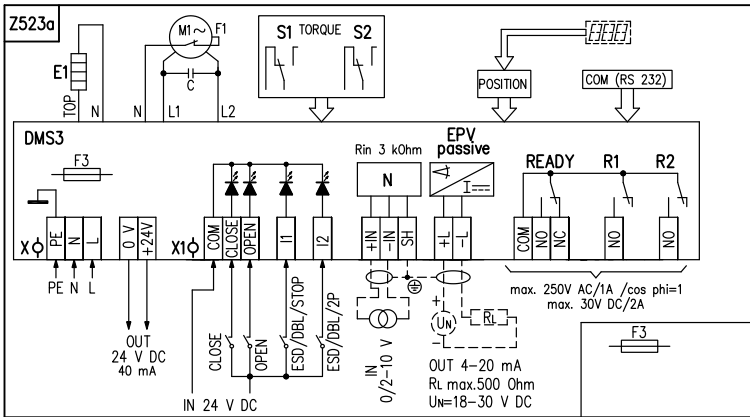 Z523a
M1~
F1
S1 TORQUE S2
E1
C
POSITION
COM (RS 232)
TOP
N
N
L1
L2
DMS3
F3
Rin 3 kOhm
N
EPV
passive
I
READY
R1
R2
X
PE
N
L
0 V
+24V
X1
COM
CLOSE
OPEN
I1
I2
+IN
-IN
SH
+L
-L
COM
NO
NC
NO
NO
PE N L
max. 250V AC/1A /cos phi=1
max. 30V DC/2A
OUT
24 V DC
40 mA
CLOSE
OPEN
ESD/DBL/STOP
ESD/DBL/2P
IN 24 V DC
IN
0/2-10 V
+
UN
-
RL
OUT 4-20 mA
RL max.500 Ohm
UN=18-30 V DC
F3